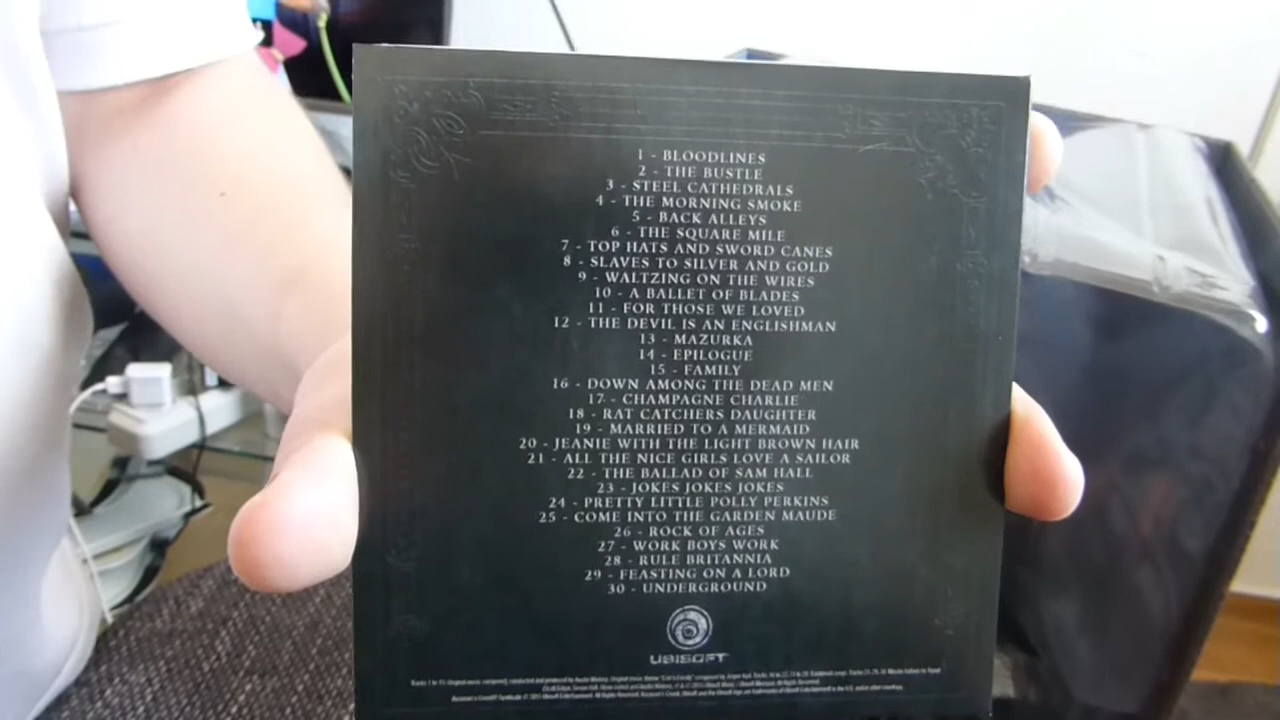 1 - BLOODLINES
2 - THE BUSTLE
3 - STEEL CATHEDRALS
4 - THE MORNING SMOKE
5 - BACK ALLEYS
6 - THE SQUARE MILE
7 - TOP HATS AND SWORD CANES
8 - SLAVES TO SILVER AND GOLD
9 - WALTZING ON THE WIRES
10 - A BALLET OF BLADES
11 - FOR THOSE WE LOVED
12 - THE DEVIL IS AN ENGLISHMAN
13 - MAZURKA
14 - EPILOGUE
15 - FAMILY
16 - DOWN AMONG THE DEAD MEN
17 - CHAMPAGNE CHARLIE
18 - RAT CATCHERS DAUGHTER
19 - MARRIED TO A MERMAID
20 - JEANIE WITH THE LIGHT BROWN HAIR
21 - ALL THE NICE GIRLS LOVE A SAILOR
22 - THE BALLAD OF SAM HALL
23 - JOKES JOKES JOKES
24 - PRETTY LITTLE POLLY PERKINS
25 - COME INTO THE GARDEN MAUDE
26 - ROCK OF AGES
27 - WORK BOYS WORK
28 - RULE BRITANNIA
29 - FEASTING ON A LORD
30 - UNDERGROUND
UBISOFT